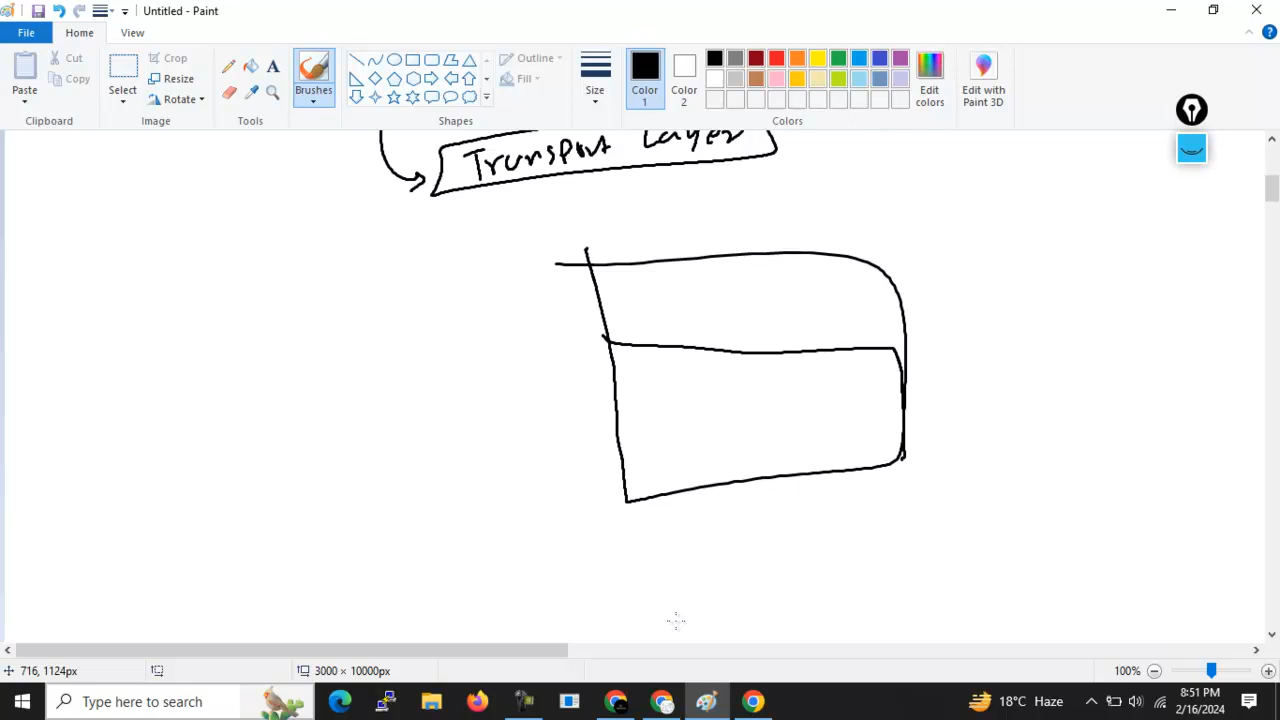 Untitled - Paint
File
Home
View
Paste
Cut
Copy
Clipboard
Select
Crop
Resize
Rotate
Image
Tools
Brushes
Shapes
Outline
Fill
Size
Color 1
Color 2
Edit colors
Colors
Edit with Paint 3D
Transport Layer
716, 1124px
3000 × 10000px
100%
Type here to search
18°C Haze
8:51 PM
2/16/2024